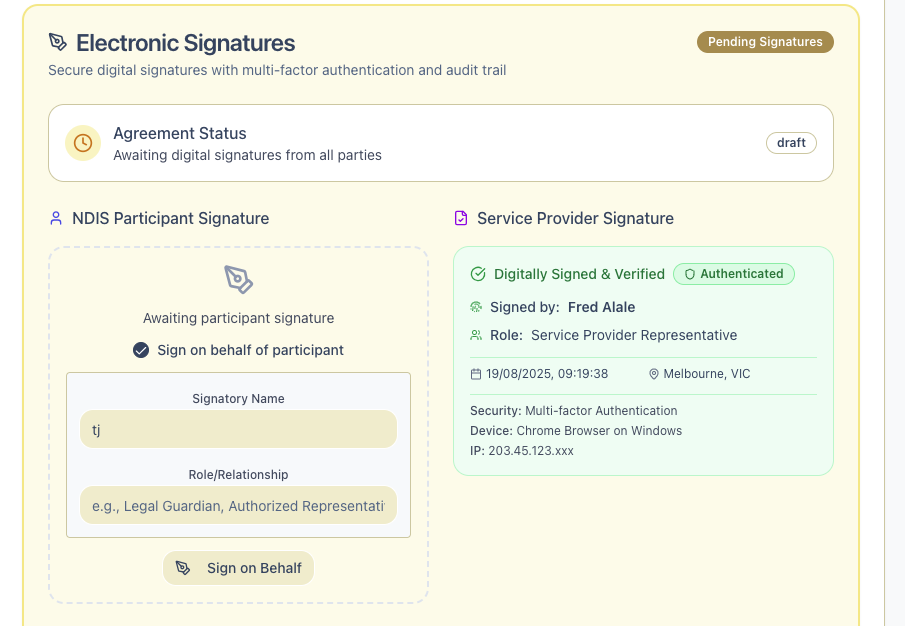 Electronic Signatures
Pending Signatures
Secure digital signatures with multi-factor authentication and audit trail
Agreement Status
Awaiting digital signatures from all parties
draft
NDIS Participant Signature
Awaiting participant signature
Sign on behalf of participant
Signatory Name
tj
Role/Relationship
e.g., Legal Guardian, Authorized Representati
Sign on Behalf
Service Provider Signature
Digitally Signed & Verified
Authenticated
Signed by: Fred Alale
Role: Service Provider Representative
19/08/2025, 09:19:38
Melbourne, VIC
Security: Multi-factor Authentication
Device: Chrome Browser on Windows
IP: 203.45.123.xxx